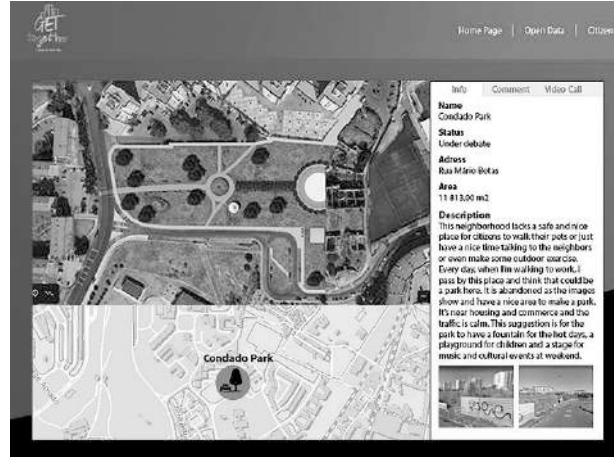 GET
together
Home Page | Open Data | Citizen
Info Comment Video Call
Name
Condado Park
Status
Under debate
Adress
Rua Mário Botas
Area
11 813,00 m2
Description
This neighborhood lacks a safe and nice
place for citizens to walk their pets or just
have a nice time talking to the neighbors
or even make some outdoor exercise.
Every day, when I'm walking to work, I
pass by this place and think that could be
a park here. It is abandoned as the images
show and have a nice area to make a park.
It's near housing and commerce and the
traffic is calm. This suggestion is for the
park to have a fountain for the hot days, a
playground for children and a stage for
music and cultural events at weekend.
Condado Park